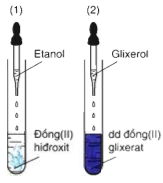 (1) (2)
Etanol Glixerol
Đồng(II)
hiđroxit
dd đồng(II)
glixerat